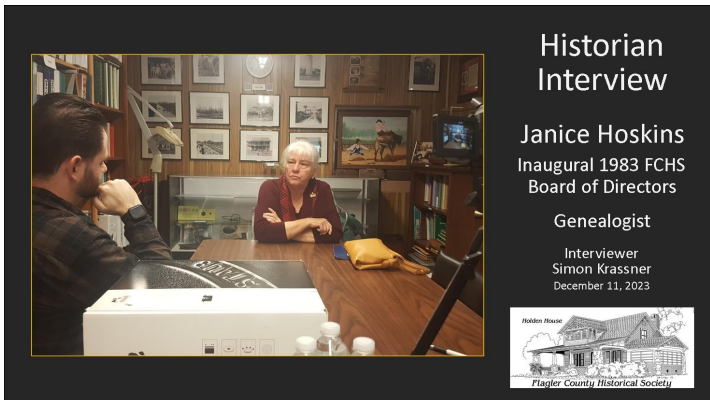 Historian
Interview
Janice Hoskins
Inaugural 1983 FCHS
Board of Directors
Genealogist
Interviewer
Simon Krassner
December 11, 2023
Holden House
Flagler County Historical Society